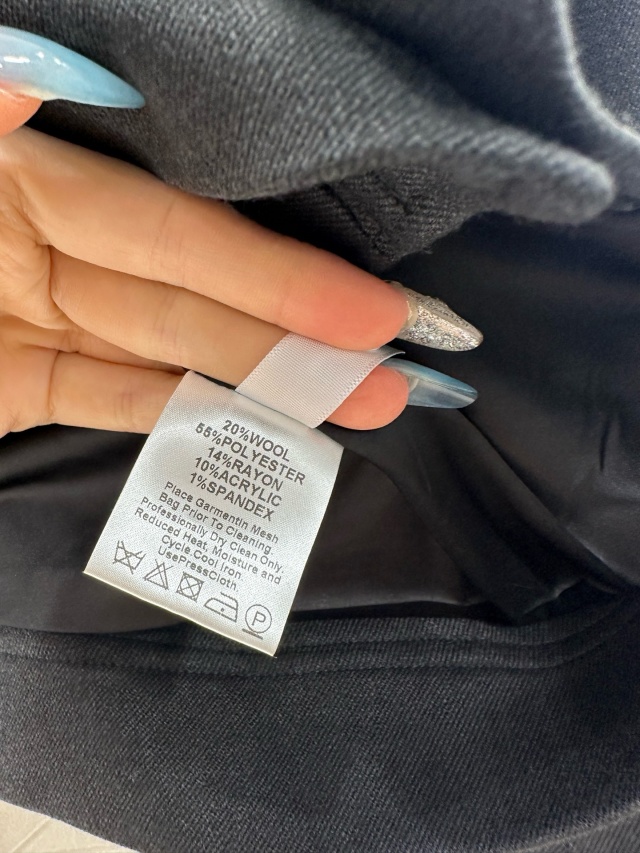 20%WOOL
55%POLYESTER
14%RAYON
10%ACRYLIC
1%SPANDEX
Place Garmentin Mesh
Bag Prior To Cleaning.
Professionally Dry Clean Only.
Reduced Heat, Moisture and
Cycle.Cool Iron.
UsePressCloth.
P